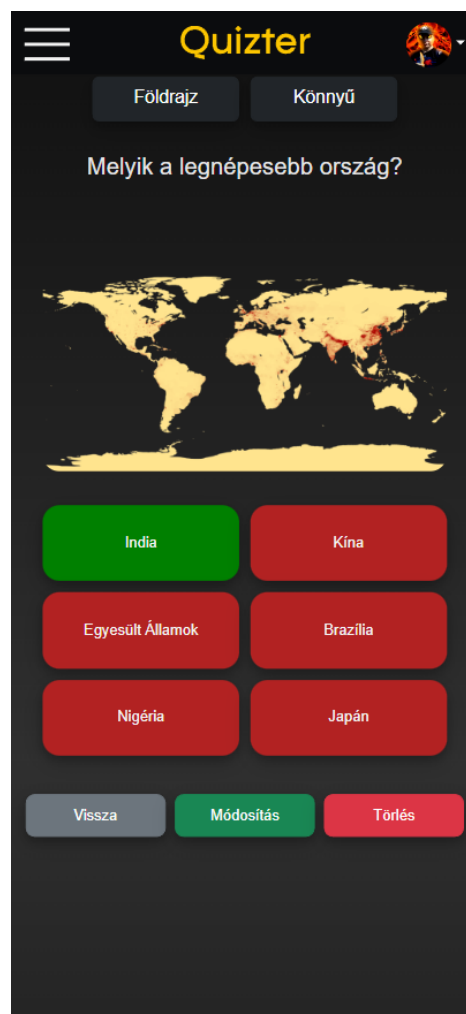 Quizter
Földrajz Könnyű
Melyik a legnépesebb ország?
India Kína
Egyesült Államok Brazília
Nigéria Japán
Vissza Módosítás Törlés